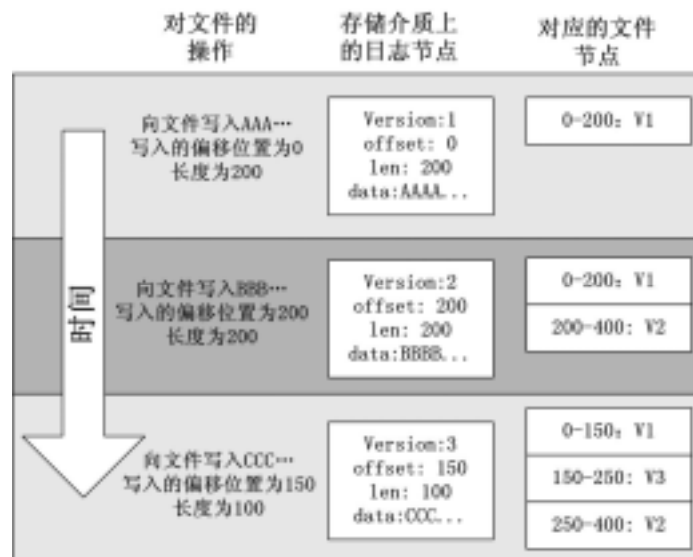 对文件的
操作
存储介质上
的日志节点
对应的文件
节点
时间
向文件写入AAA…
写入的偏移位置为0
长度为200
Version:1
offset: 0
len: 200
data:AAAA...
0-200: V1
向文件写入BBB…
写入的偏移位置为200
长度为200
Version:2
offset: 200
len: 200
data:BBBB...
0-200: V1
200-400: V2
向文件写入CCC…
写入的偏移位置为150
长度为100
Version:3
offset: 150
len: 100
data:CCC...
0-150: V1
150-250: V3
250-400: V2